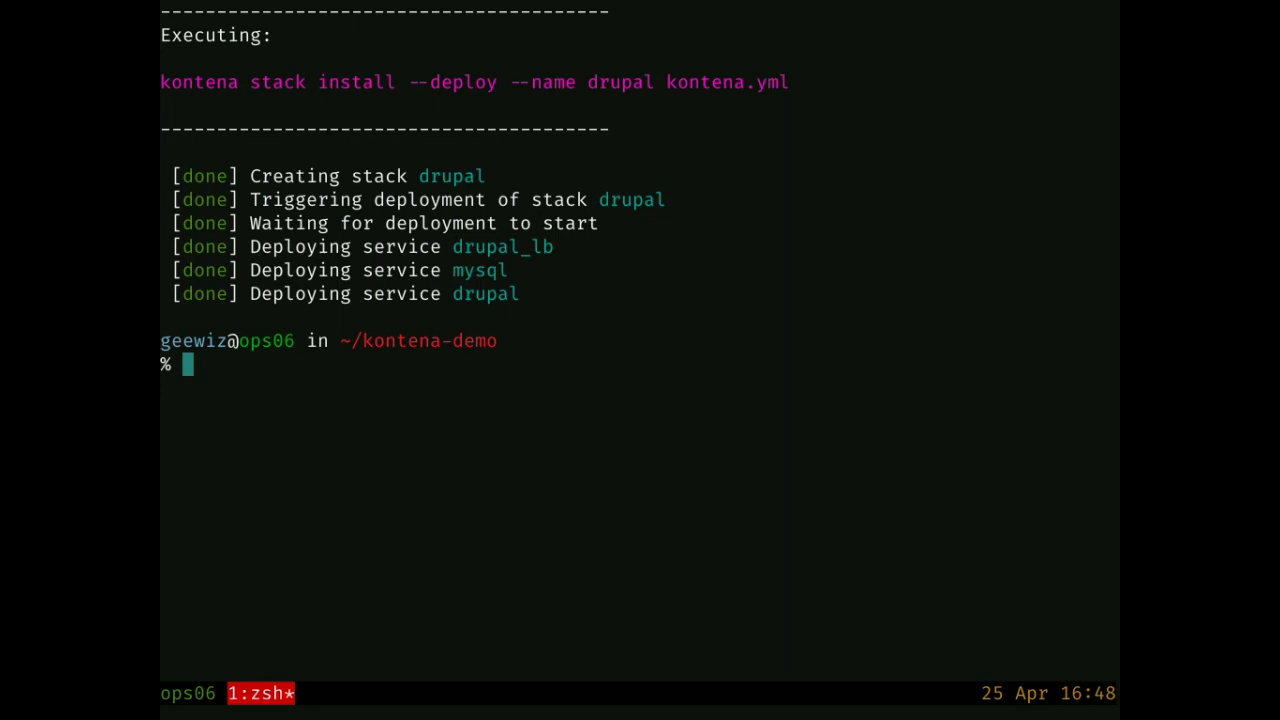 ----------------------------------------
Executing:
kontena stack install --deploy --name drupal kontena.yml
----------------------------------------
[done] Creating stack drupal
[done] Triggering deployment of stack drupal
[done] Waiting for deployment to start
[done] Deploying service drupal_lb
[done] Deploying service mysql
[done] Deploying service drupal
geewiz@ops06 in ~/kontena-demo
%
ops06 1:zsh* 25 Apr 16:48